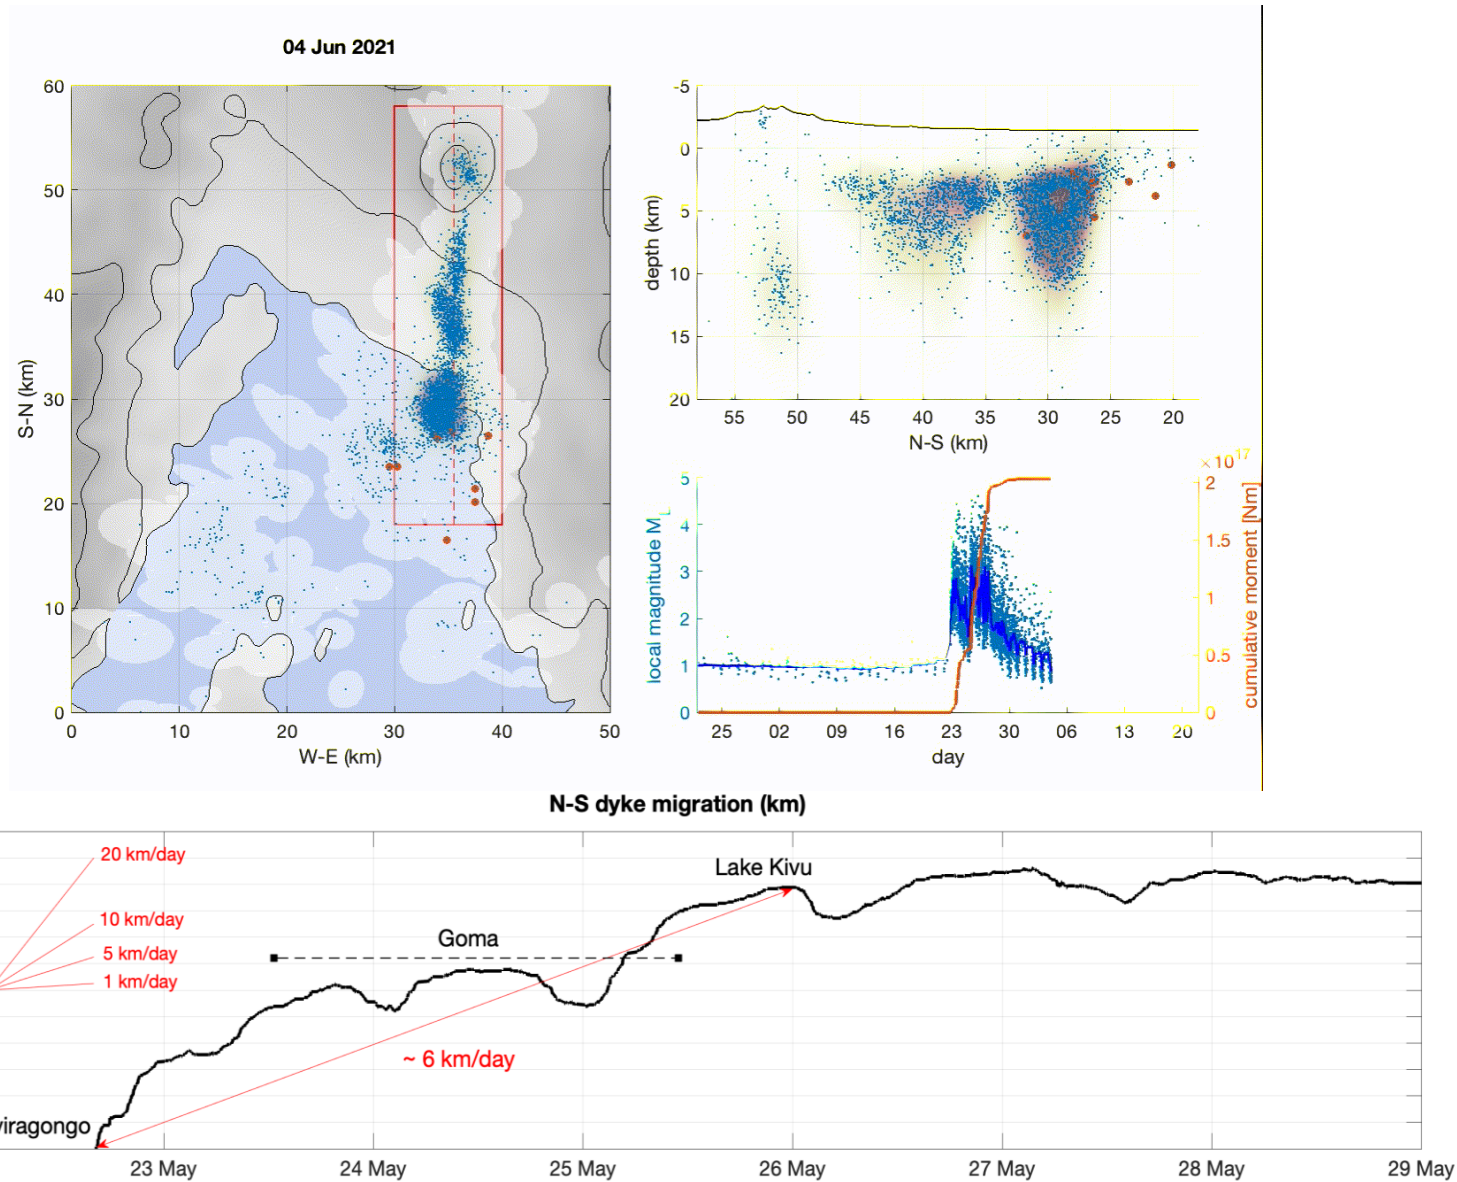 04 Jun 2021
60
50
40
30
20
10
0
S-N (km)
0
10
20
30
40
50
W-E (km)
-5
0
5
10
15
20
depth (km)
55
50
45
40
35
30
25
20
N-S (km)
5
4
3
2
1
0
local magnitude M_L
× 10^17
2
1.5
1
0.5
0
cumulative moment [Nm]
25
02
09
16
23
30
06
13
20
day
N-S dyke migration (km)
20 km/day
10 km/day
5 km/day
1 km/day
Goma
Lake Kivu
~ 6 km/day
yiragongo
23 May
24 May
25 May
26 May
27 May
28 May
29 May